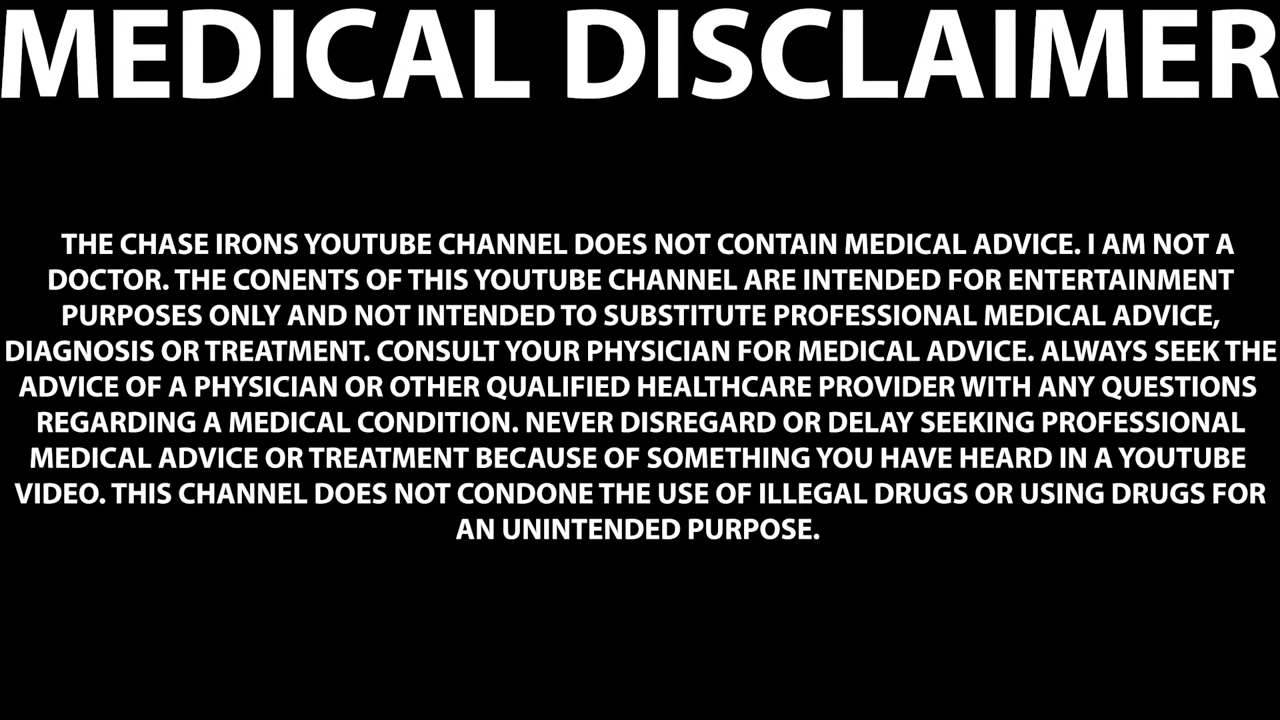 MEDICAL DISCLAIMER
THE CHASE IRONS YOUTUBE CHANNEL DOES NOT CONTAIN MEDICAL ADVICE. I AM NOT A
DOCTOR. THE CONENTS OF THIS YOUTUBE CHANNEL ARE INTENDED FOR ENTERTAINMENT
PURPOSES ONLY AND NOT INTENDED TO SUBSTITUTE PROFESSIONAL MEDICAL ADVICE,
DIAGNOSIS OR TREATMENT. CONSULT YOUR PHYSICIAN FOR MEDICAL ADVICE. ALWAYS SEEK THE
ADVICE OF A PHYSICIAN OR OTHER QUALIFIED HEALTHCARE PROVIDER WITH ANY QUESTIONS
REGARDING A MEDICAL CONDITION. NEVER DISREGARD OR DELAY SEEKING PROFESSIONAL
MEDICAL ADVICE OR TREATMENT BECAUSE OF SOMETHING YOU HAVE HEARD IN A YOUTUBE
VIDEO. THIS CHANNEL DOES NOT CONDONE THE USE OF ILLEGAL DRUGS OR USING DRUGS FOR
AN UNINTENDED PURPOSE.